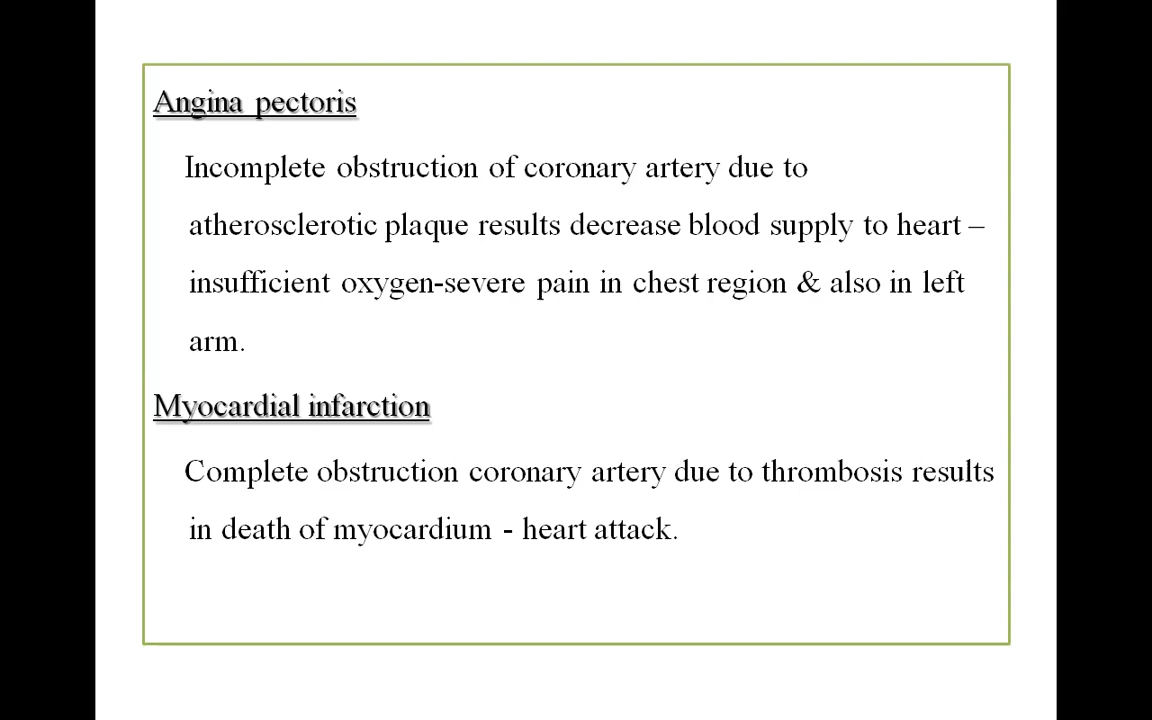 Angina pectoris
Incomplete obstruction of coronary artery due to
atherosclerotic plaque results decrease blood supply to heart –
insufficient oxygen-severe pain in chest region & also in left
arm.
Myocardial infarction
Complete obstruction coronary artery due to thrombosis results
in death of myocardium - heart attack.